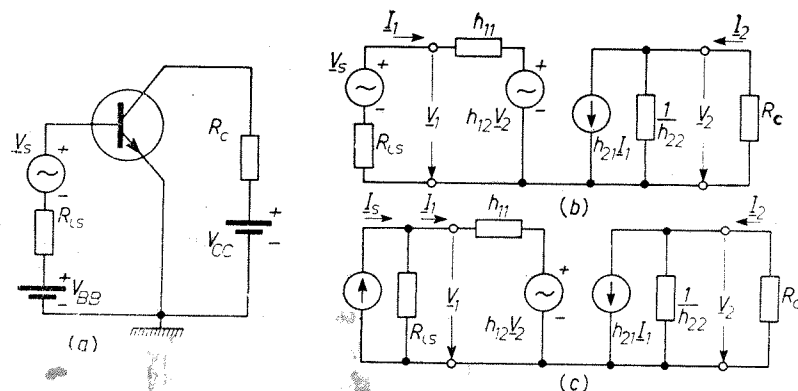 V_s
+
−
R_is
+
V_BB
−
R_C
V_CC
+
−
(a)
I_1
h_11
I_2
V_s
+
−
R_is
V_1
+
−
h_12V_2
h_21I_1
1/h_22
V_2
R_C
(b)
I_s
I_1
h_11
I_2
R_is
V_1
+
−
h_12V_2
h_21I_1
1/h_22
V_2
(c)